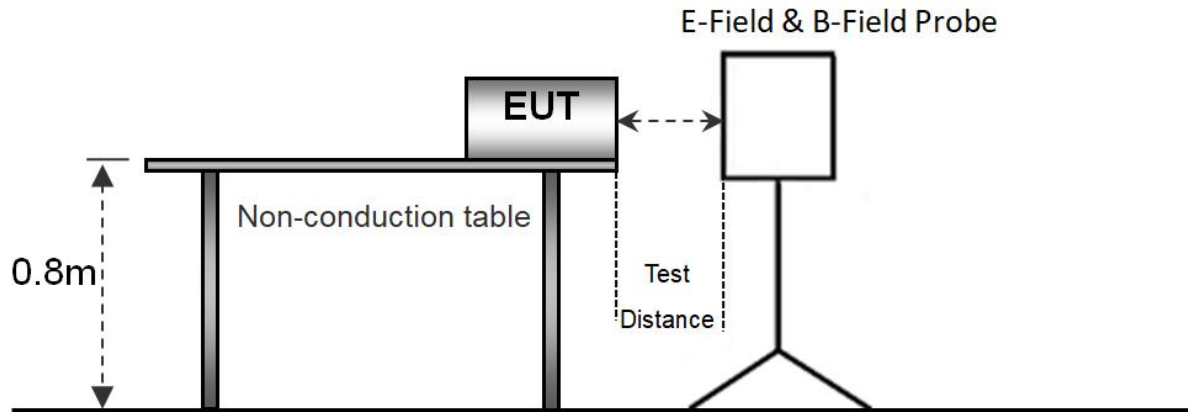 E-Field & B-Field Probe
EUT
Non-conduction table
0.8m
Test
Distance